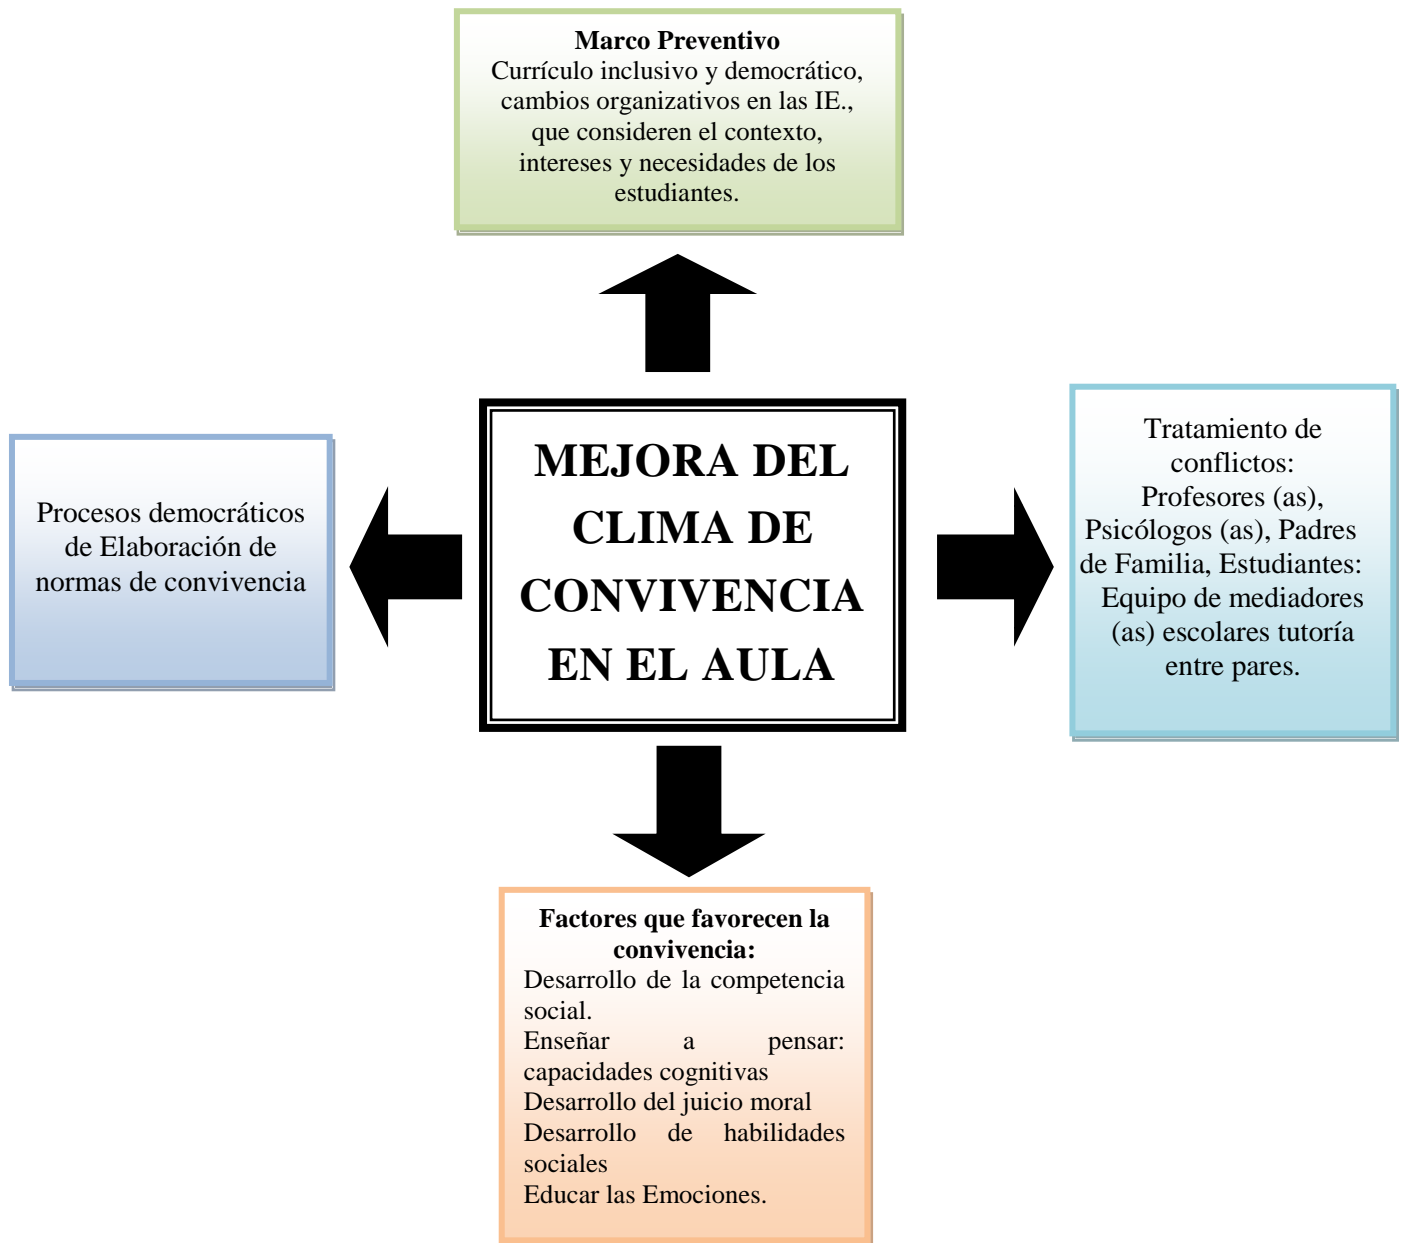 Marco Preventivo
Currículo inclusivo y democrático,
cambios organizativos en las IE.,
que consideren el contexto,
intereses y necesidades de los
estudiantes.
Procesos democráticos
de Elaboración de
normas de convivencia
MEJORA DEL
CLIMA DE
CONVIVENCIA
EN EL AULA
Tratamiento de
conflictos:
Profesores (as),
Psicólogos (as), Padres
de Familia, Estudiantes:
Equipo de mediadores
(as) escolares tutoría
entre pares.
Factores que favorecen la
convivencia:
Desarrollo de la competencia
social.
Enseñar a pensar:
capacidades cognitivas
Desarrollo del juicio moral
Desarrollo de habilidades
sociales
Educar las Emociones.